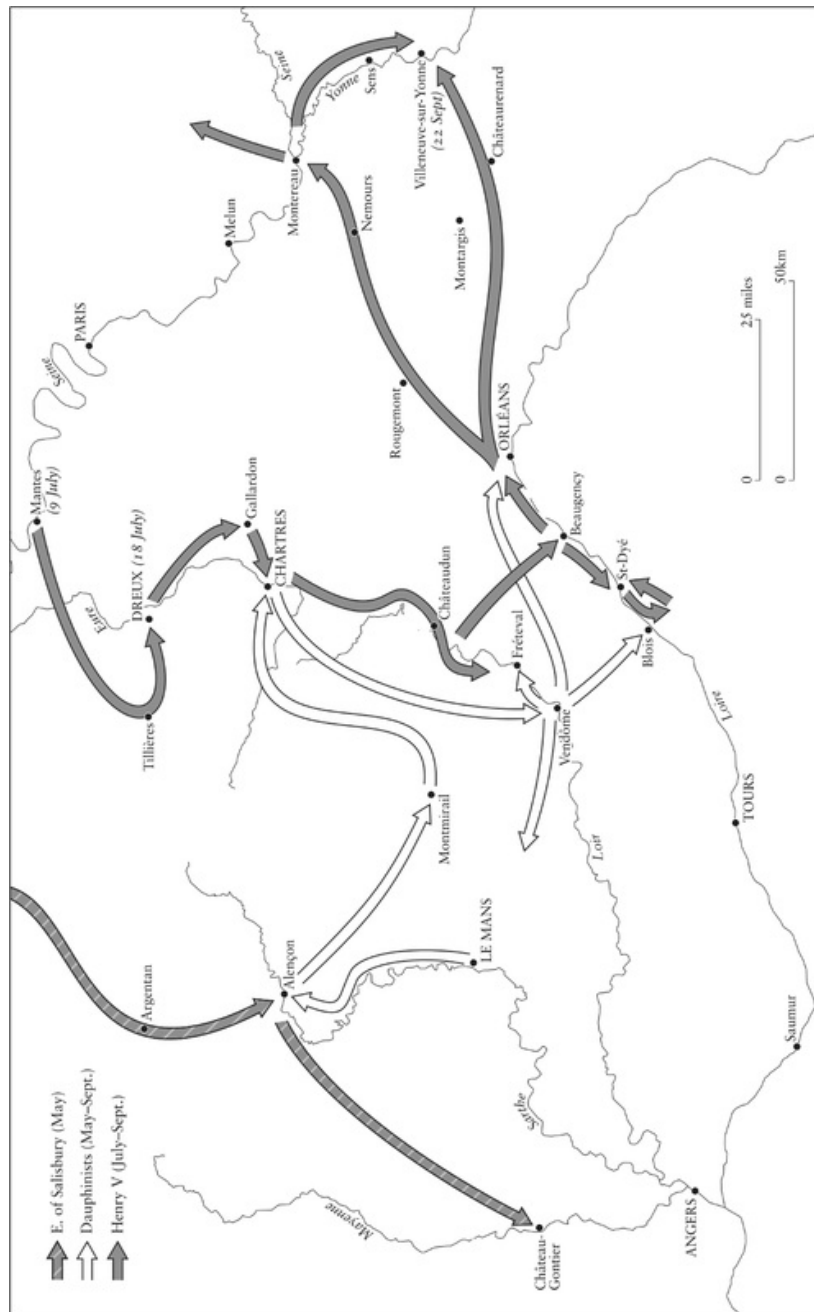 E. of Salisbury (May)
Dauphinists (May–Sept.)
Henry V (July–Sept.)
Mantes
(9 July)
Seine
PARIS
Melun
Montereau
Seine
Yonne
Sens
Villeneuve-sur-Yonne
(22 Sept)
Eure
DREUX (18 July)
Tillières
Gallardon
CHARTRES
Argentan
Alençon
Nemours
Rougemont
Montargis
Châteaurenard
Montmirail
Châteaudun
Fréteval
Vendôme
Beaugency
ORLÉANS
St-Dyé
Blois
LE MANS
Loir
Loire
TOURS
Saumur
Sarthe
Mayenne
Château-
Gontier
ANGERS
25 miles
0
50km
0